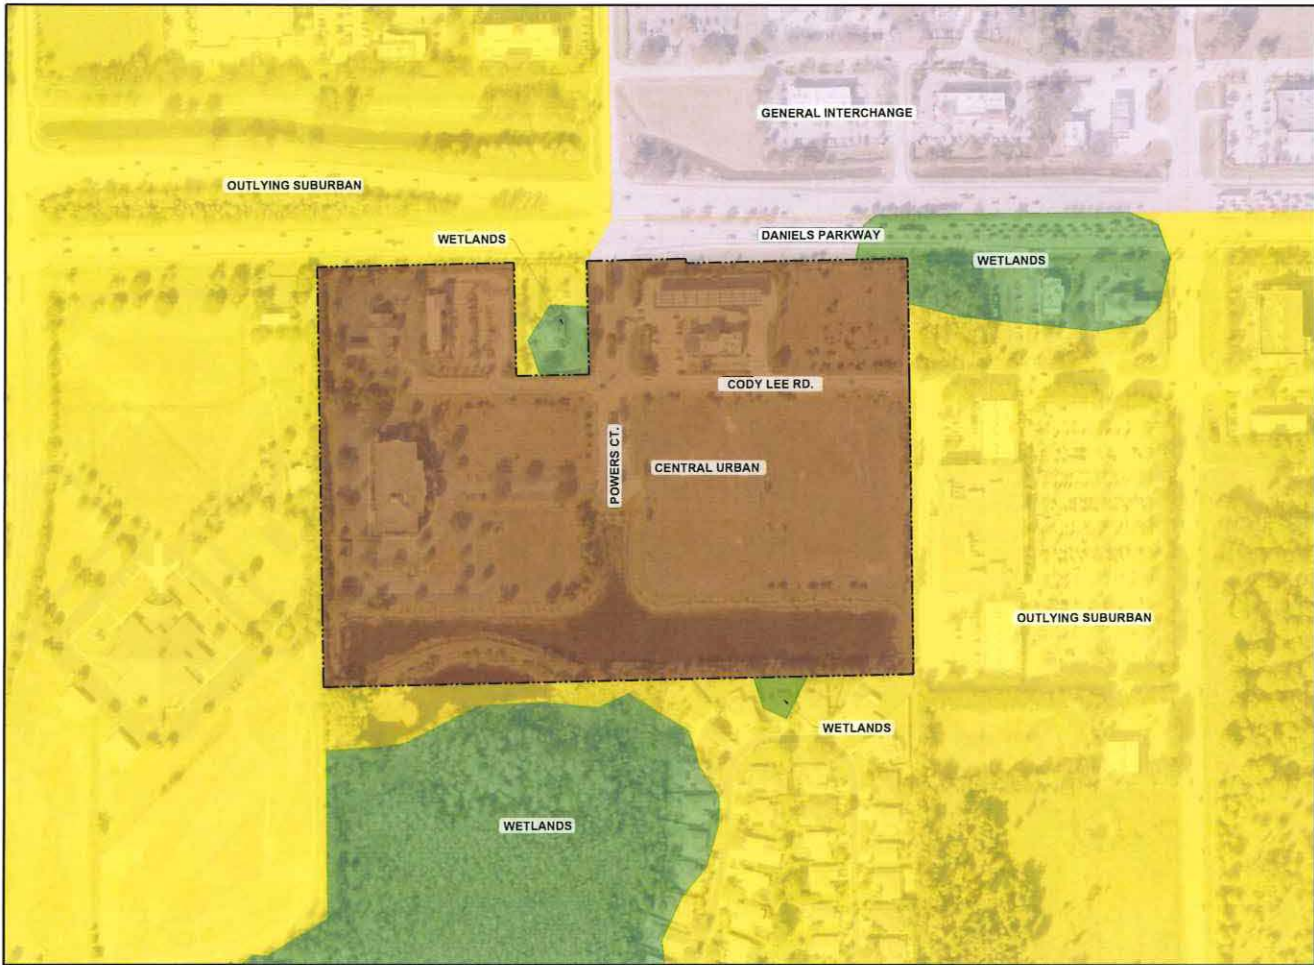 GENERAL INTERCHANGE
OUTLYING SUBURBAN
WETLANDS
DANIELS PARKWAY
WETLANDS
CODY LEE RD.
POWERS CT.
CENTRAL URBAN
OUTLYING SUBURBAN
WETLANDS
WETLANDS